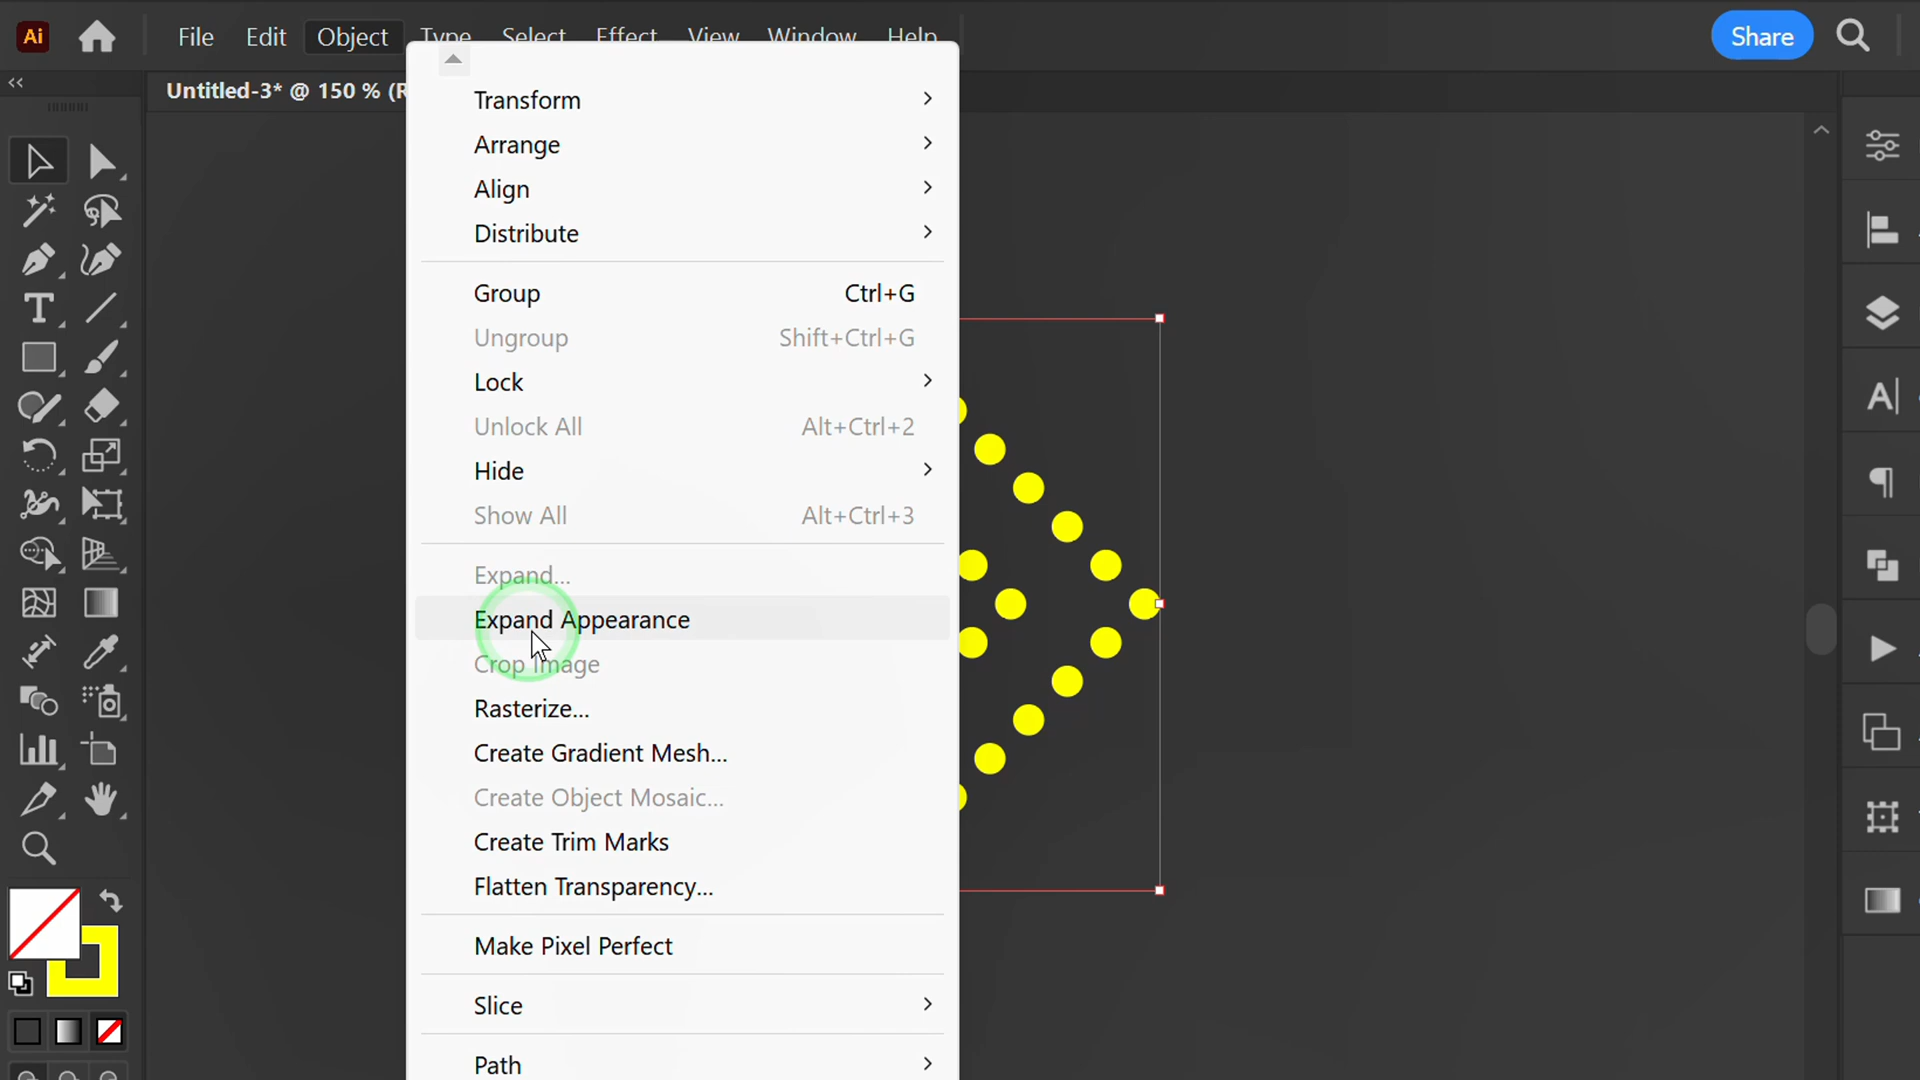 Ai
File Edit Object Type Select Effect View Window Help
Share
Untitled-3* @ 150 % (R
Transform
Arrange
Align
Distribute
Group Ctrl+G
Ungroup Shift+Ctrl+G
Lock
Unlock All Alt+Ctrl+2
Hide
Show All Alt+Ctrl+3
Expand...
Expand Appearance
Crop Image
Rasterize...
Create Gradient Mesh...
Create Object Mosaic...
Create Trim Marks
Flatten Transparency...
Make Pixel Perfect
Slice
Path